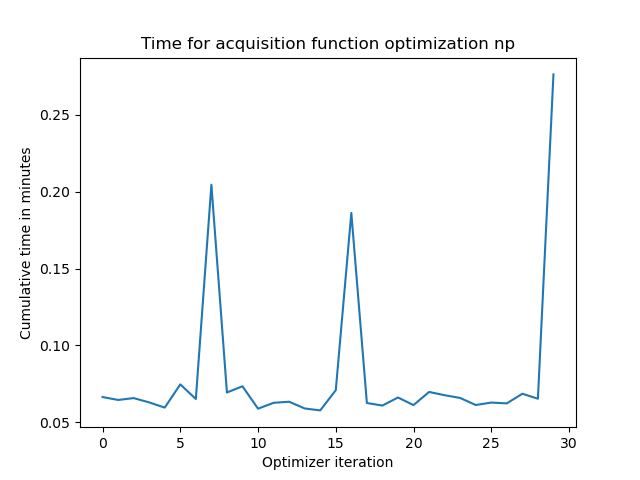 Time for acquisition function optimization np
Cumulative time in minutes
0.25
0.20
0.15
0.10
0.05
0 5 10 15 20 25 30
Optimizer iteration